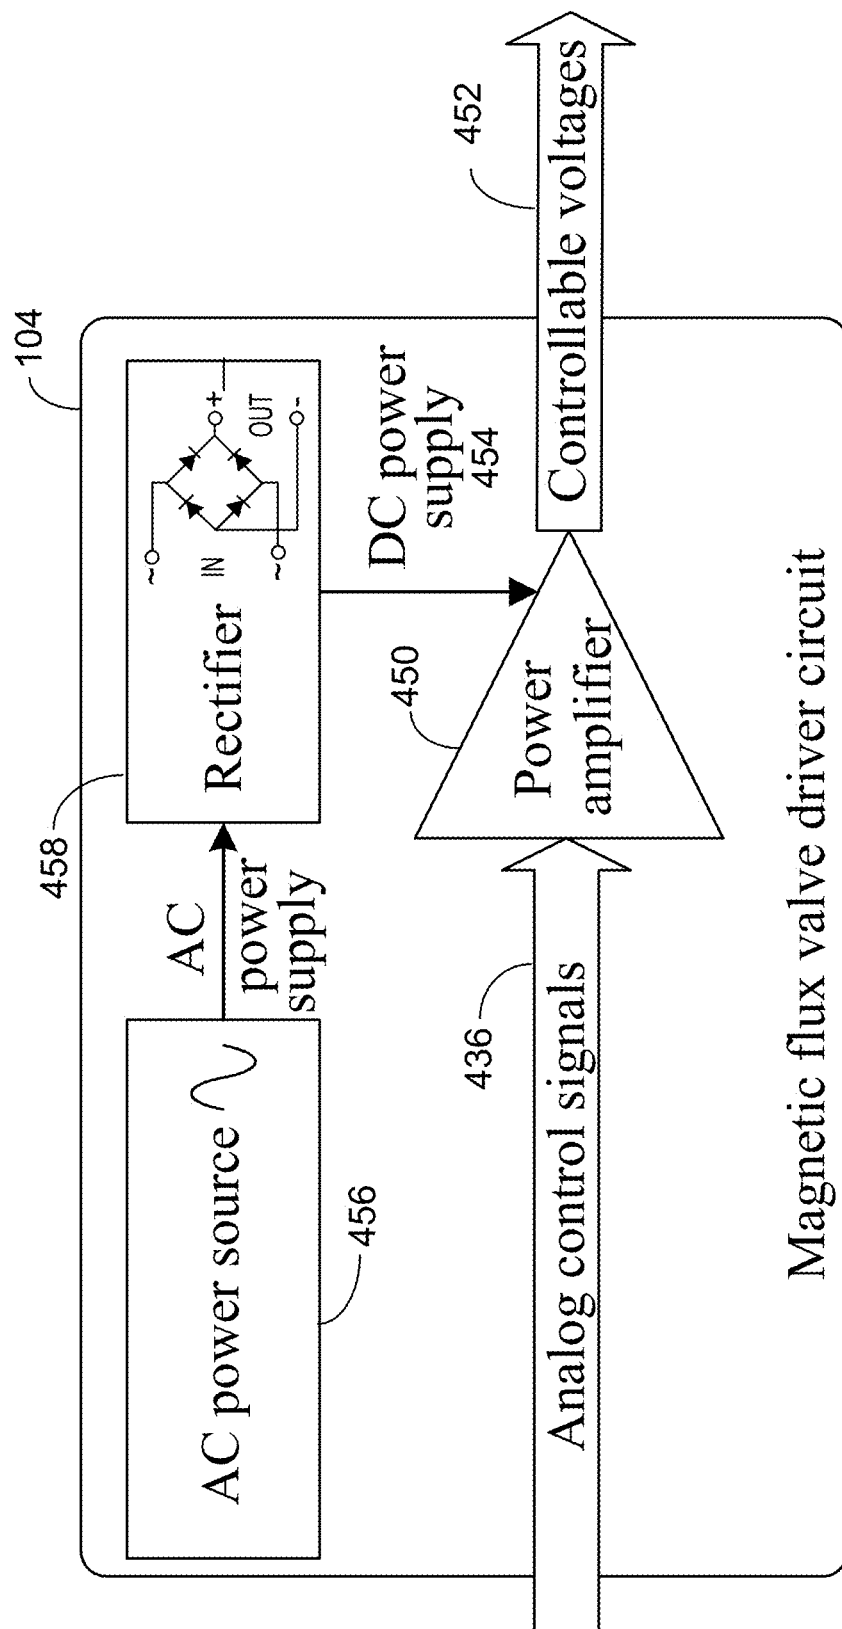 104
458
AC power source
456
AC
power
supply
Rectifier
~
IN
~
+
OUT
-
DC power
supply
454
436
Analog control signals
450
Power
amplifier
452
Controllable voltages
Magnetic flux valve driver circuit